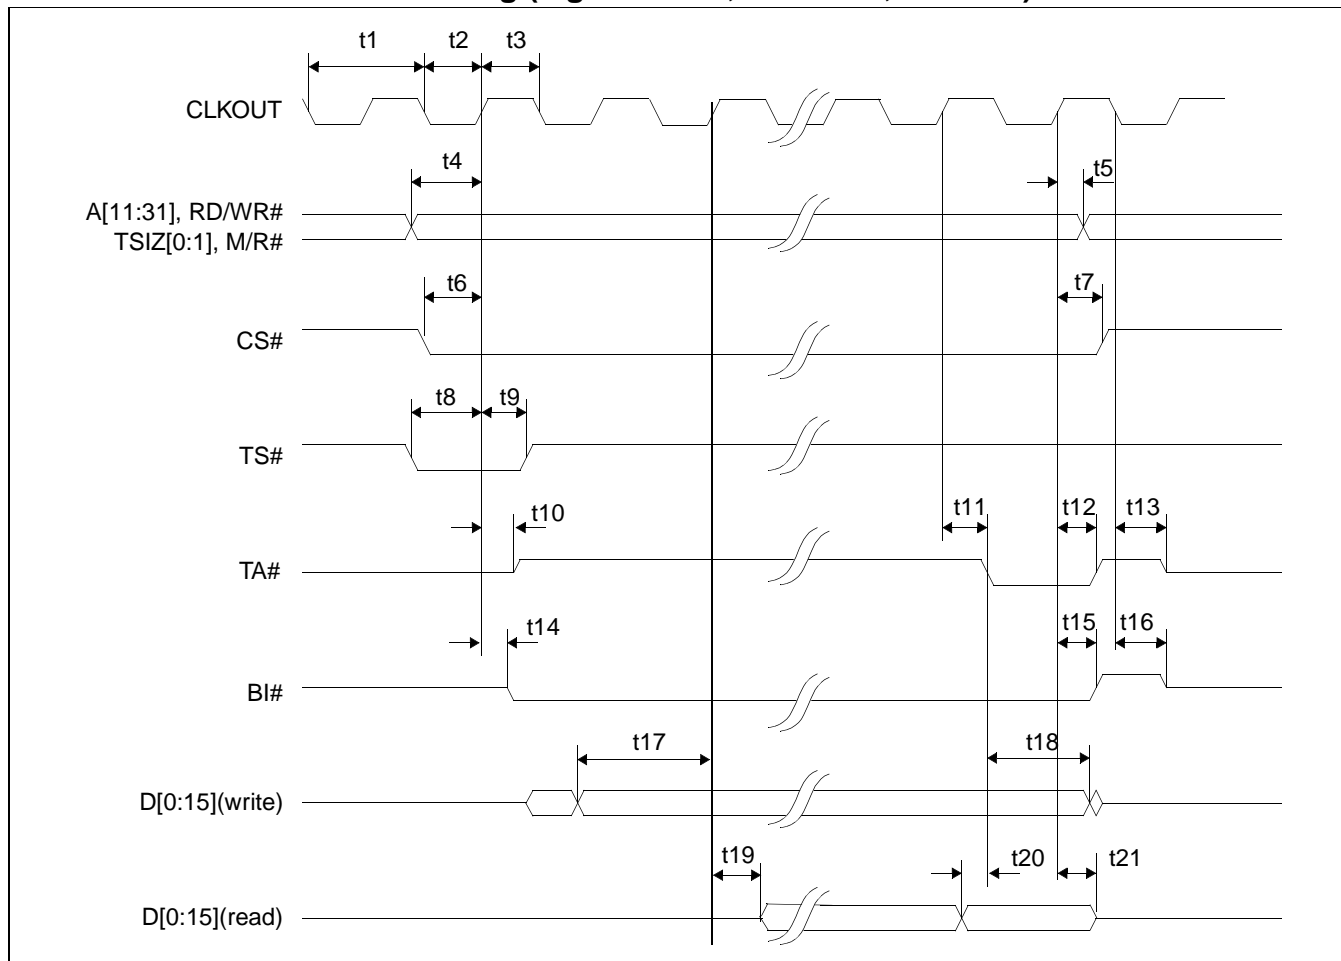 t1 t2 t3
CLKOUT
t4 t5
A[11:31], RD/WR#
TSIZ[0:1], M/R#
t6 t7
CS#
t8 t9
TS#
t10 t11 t12 t13
TA#
t14 t15 t16
BI#
t17 t18
D[0:15](write)
t19 t20 t21
D[0:15](read)